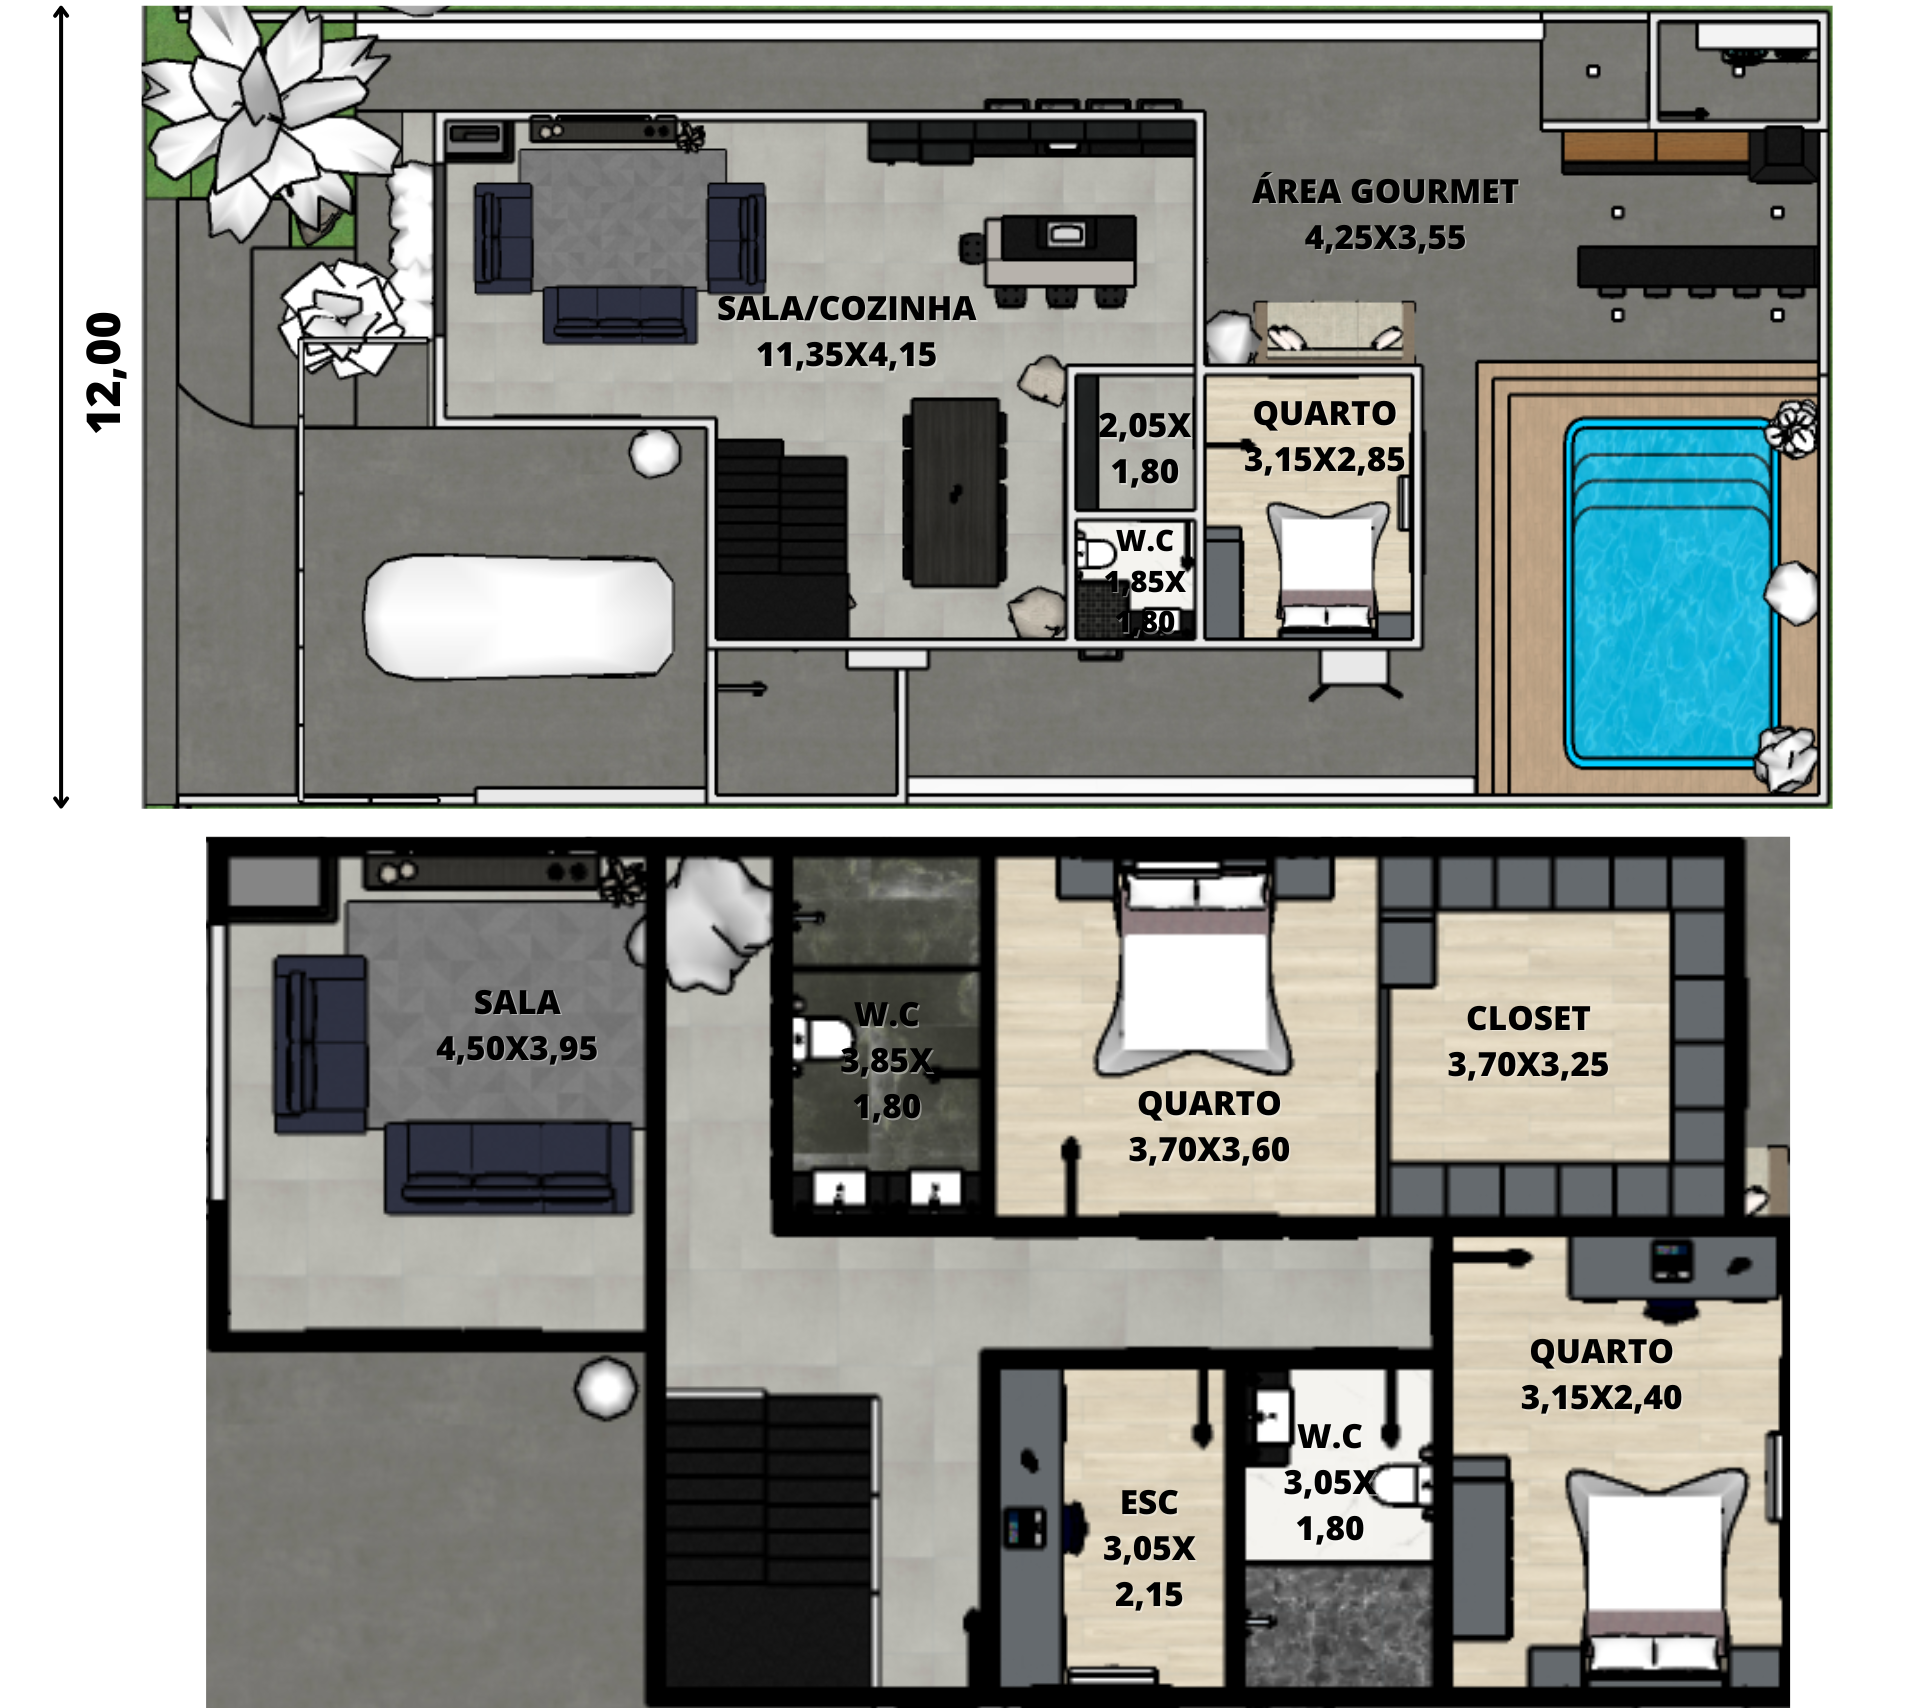 12,00
ÁREA GOURMET
4,25X3,55
SALA/COZINHA
11,35X4,15
2,05X
1,80
QUARTO
3,15X2,85
W.C
1,85X
1,80
SALA
4,50X3,95
W.C
3,85X
1,80
QUARTO
3,70X3,60
CLOSET
3,70X3,25
QUARTO
3,15X2,40
W.C
3,05X
1,80
ESC
3,05X
2,15